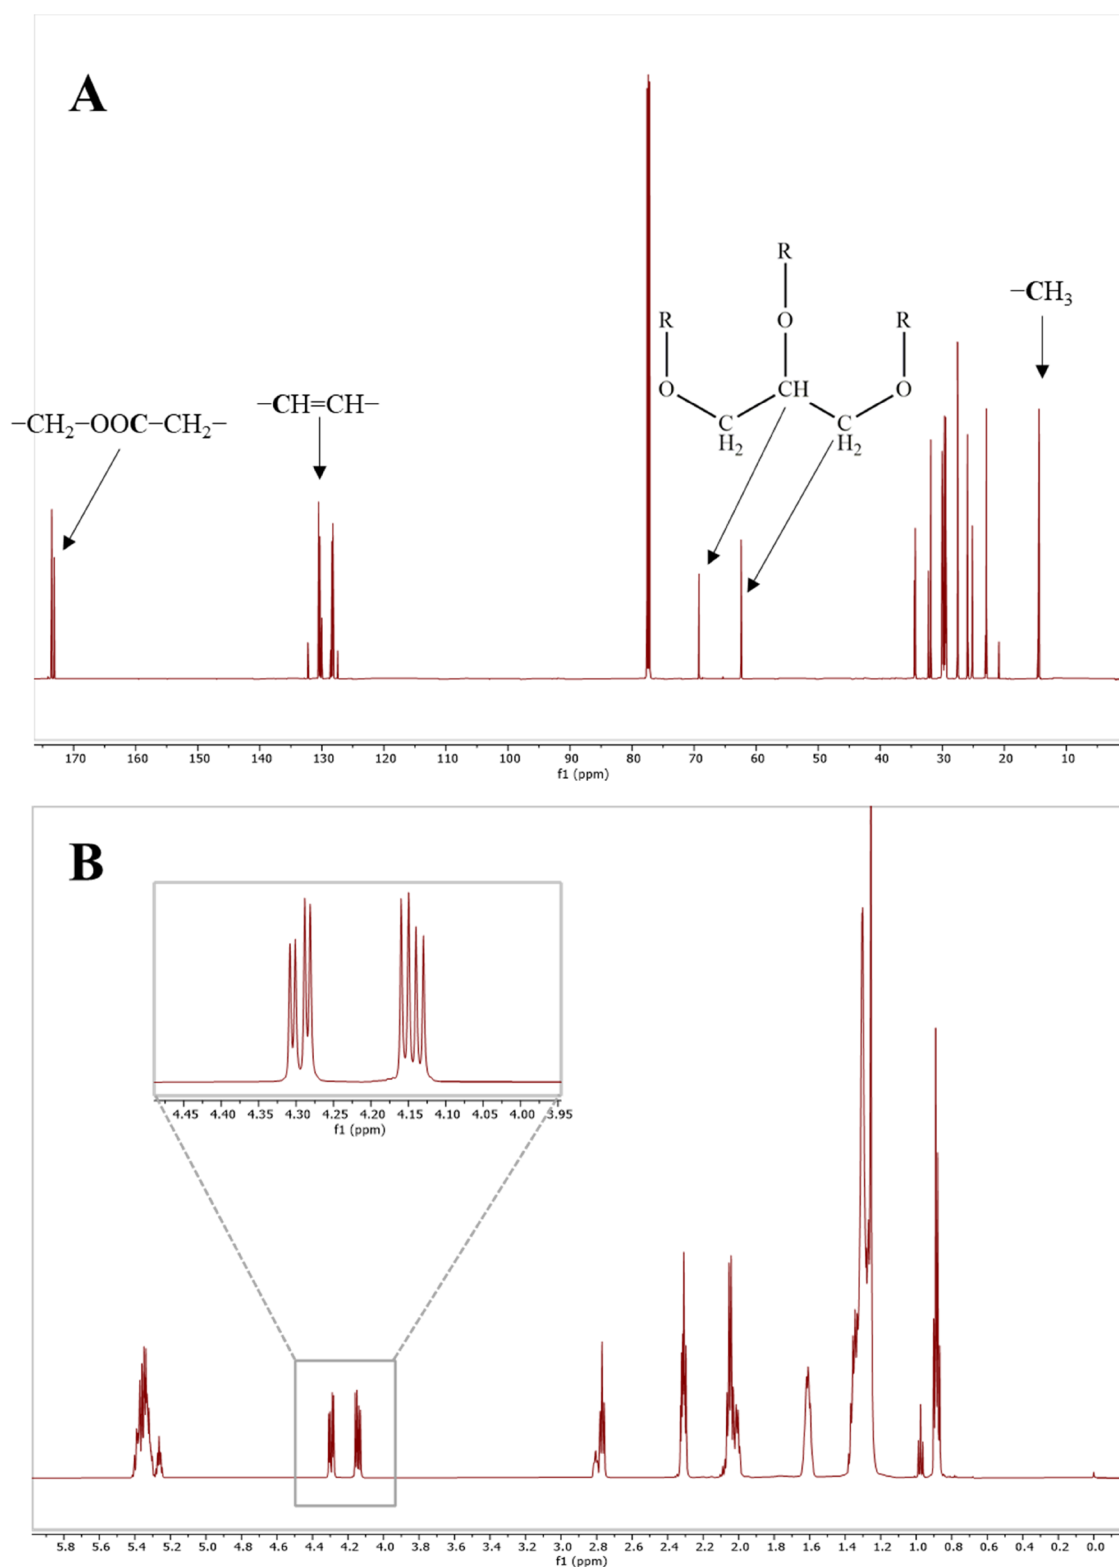 A
R
−CH₃
R
O
R
−CH=CH−
O
CH
O
−CH₂−OOC−CH₂−
C
H₂
C
H₂
170 160 150 140 130 120 110 100 90 80 70 60 50 40 30 20 10
f1 (ppm)
B
4.45 4.40 4.35 4.30 4.25 4.20 4.15 4.10 4.05 4.00 3.95
f1 (ppm)
5.8 5.6 5.4 5.2 5.0 4.8 4.6 4.4 4.2 4.0 3.8 3.6 3.4 3.2 3.0 2.8 2.6 2.4 2.2 2.0 1.8 1.6 1.4 1.2 1.0 0.8 0.6 0.4 0.2 0.0
f1 (ppm)